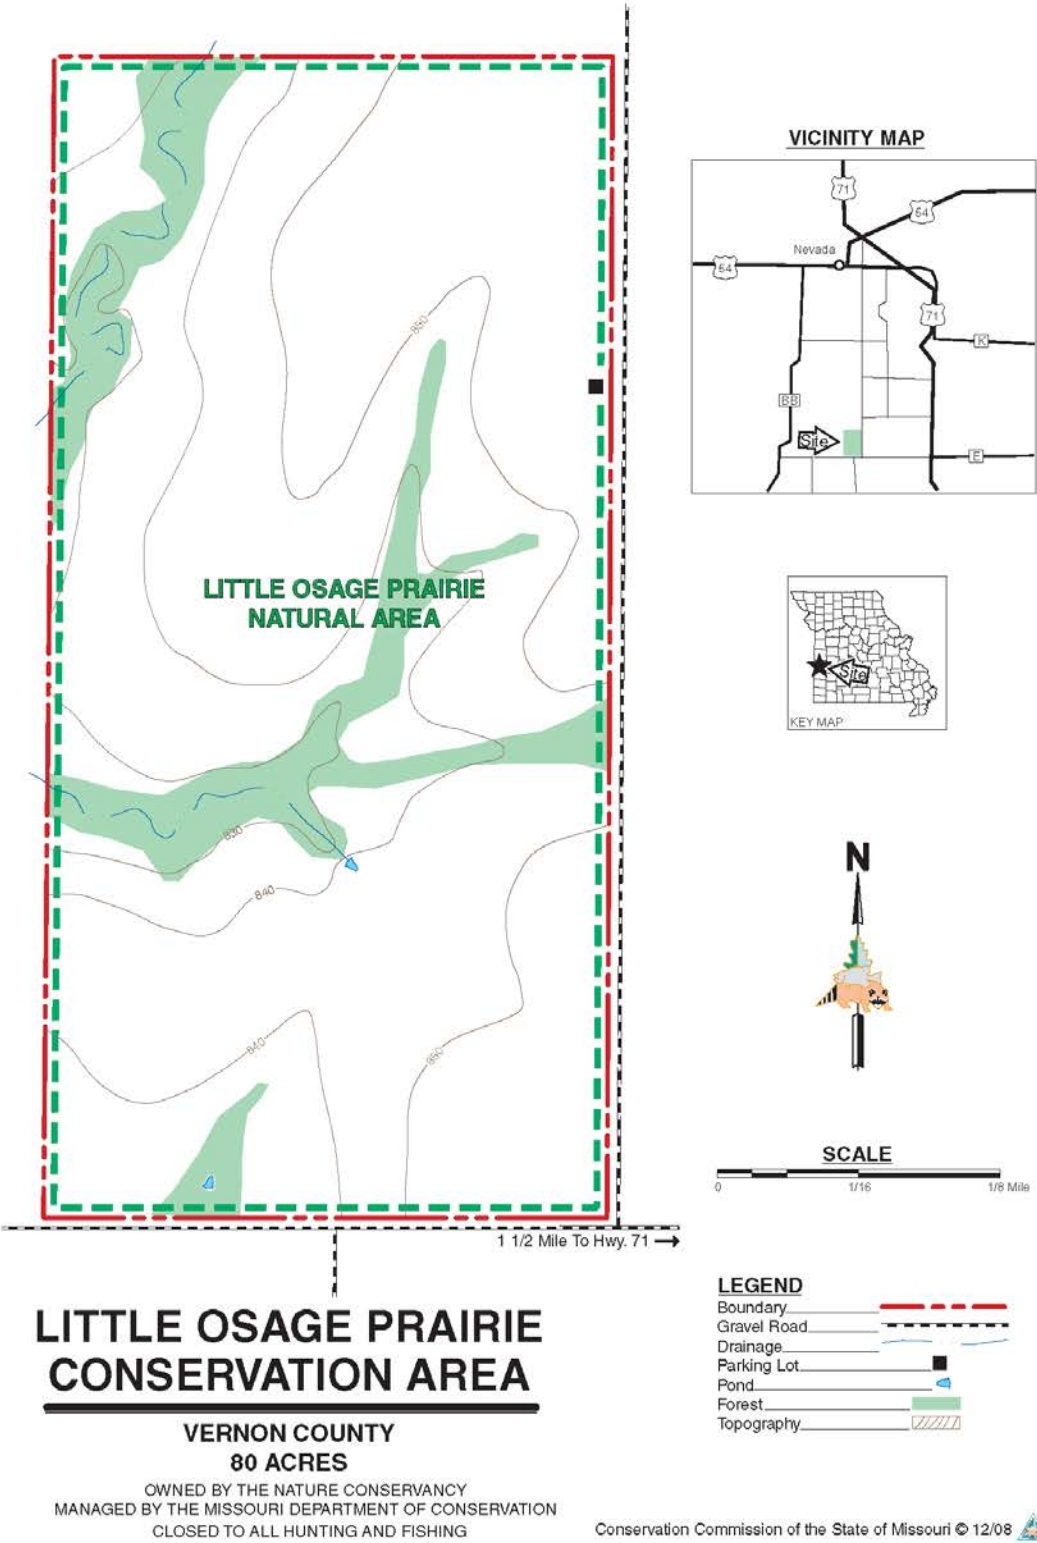 VICINITY MAP
71
54
Nevada
54
71
K
BB
Site
E
850
LITTLE OSAGE PRAIRIE
NATURAL AREA
Site
KEY MAP
830
840
N
840
850
SCALE
0 1/16 1/8 Mile
1 1/2 Mile To Hwy. 71
LEGEND
Boundary
Gravel Road
Drainage
Parking Lot
Pond
Forest
Topography
LITTLE OSAGE PRAIRIE
CONSERVATION AREA
VERNON COUNTY
80 ACRES
OWNED BY THE NATURE CONSERVANCY
MANAGED BY THE MISSOURI DEPARTMENT OF CONSERVATION
CLOSED TO ALL HUNTING AND FISHING
Conservation Commission of the State of Missouri © 12/08